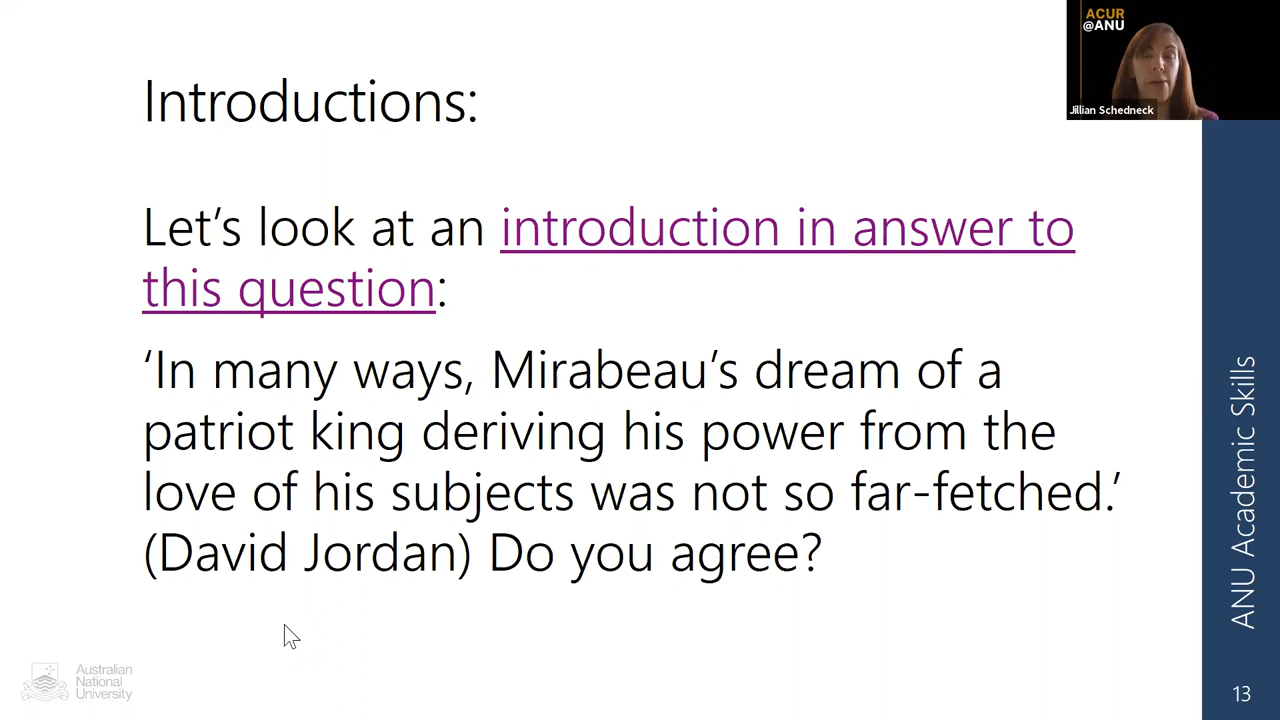 ACUR
@ANU
Jillian Schedneck
Introductions:
Let’s look at an introduction in answer to
this question:
‘In many ways, Mirabeau’s dream of a
patriot king deriving his power from the
love of his subjects was not so far-fetched.’
(David Jordan) Do you agree?
ANU Academic Skills
Australian
National
University
13